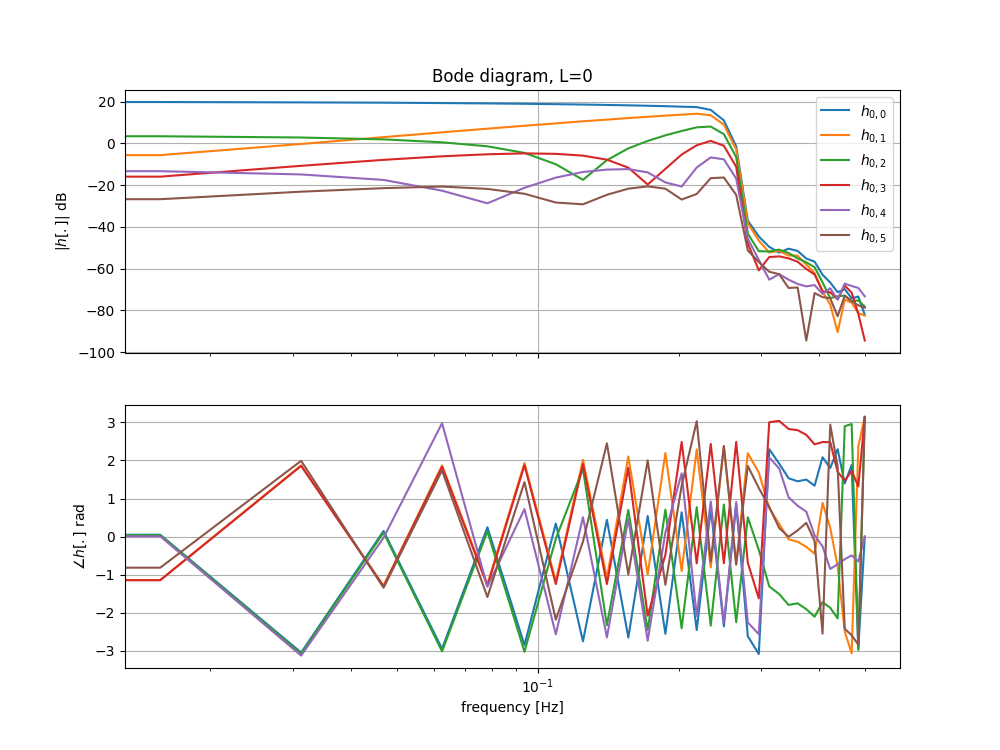 Bode diagram, L=0
|h[.]| dB
20
0
−20
−40
−60
−80
−100
h0,0
h0,1
h0,2
h0,3
h0,4
h0,5
∠h[.] rad
3
2
1
0
−1
−2
−3
10−1
frequency [Hz]